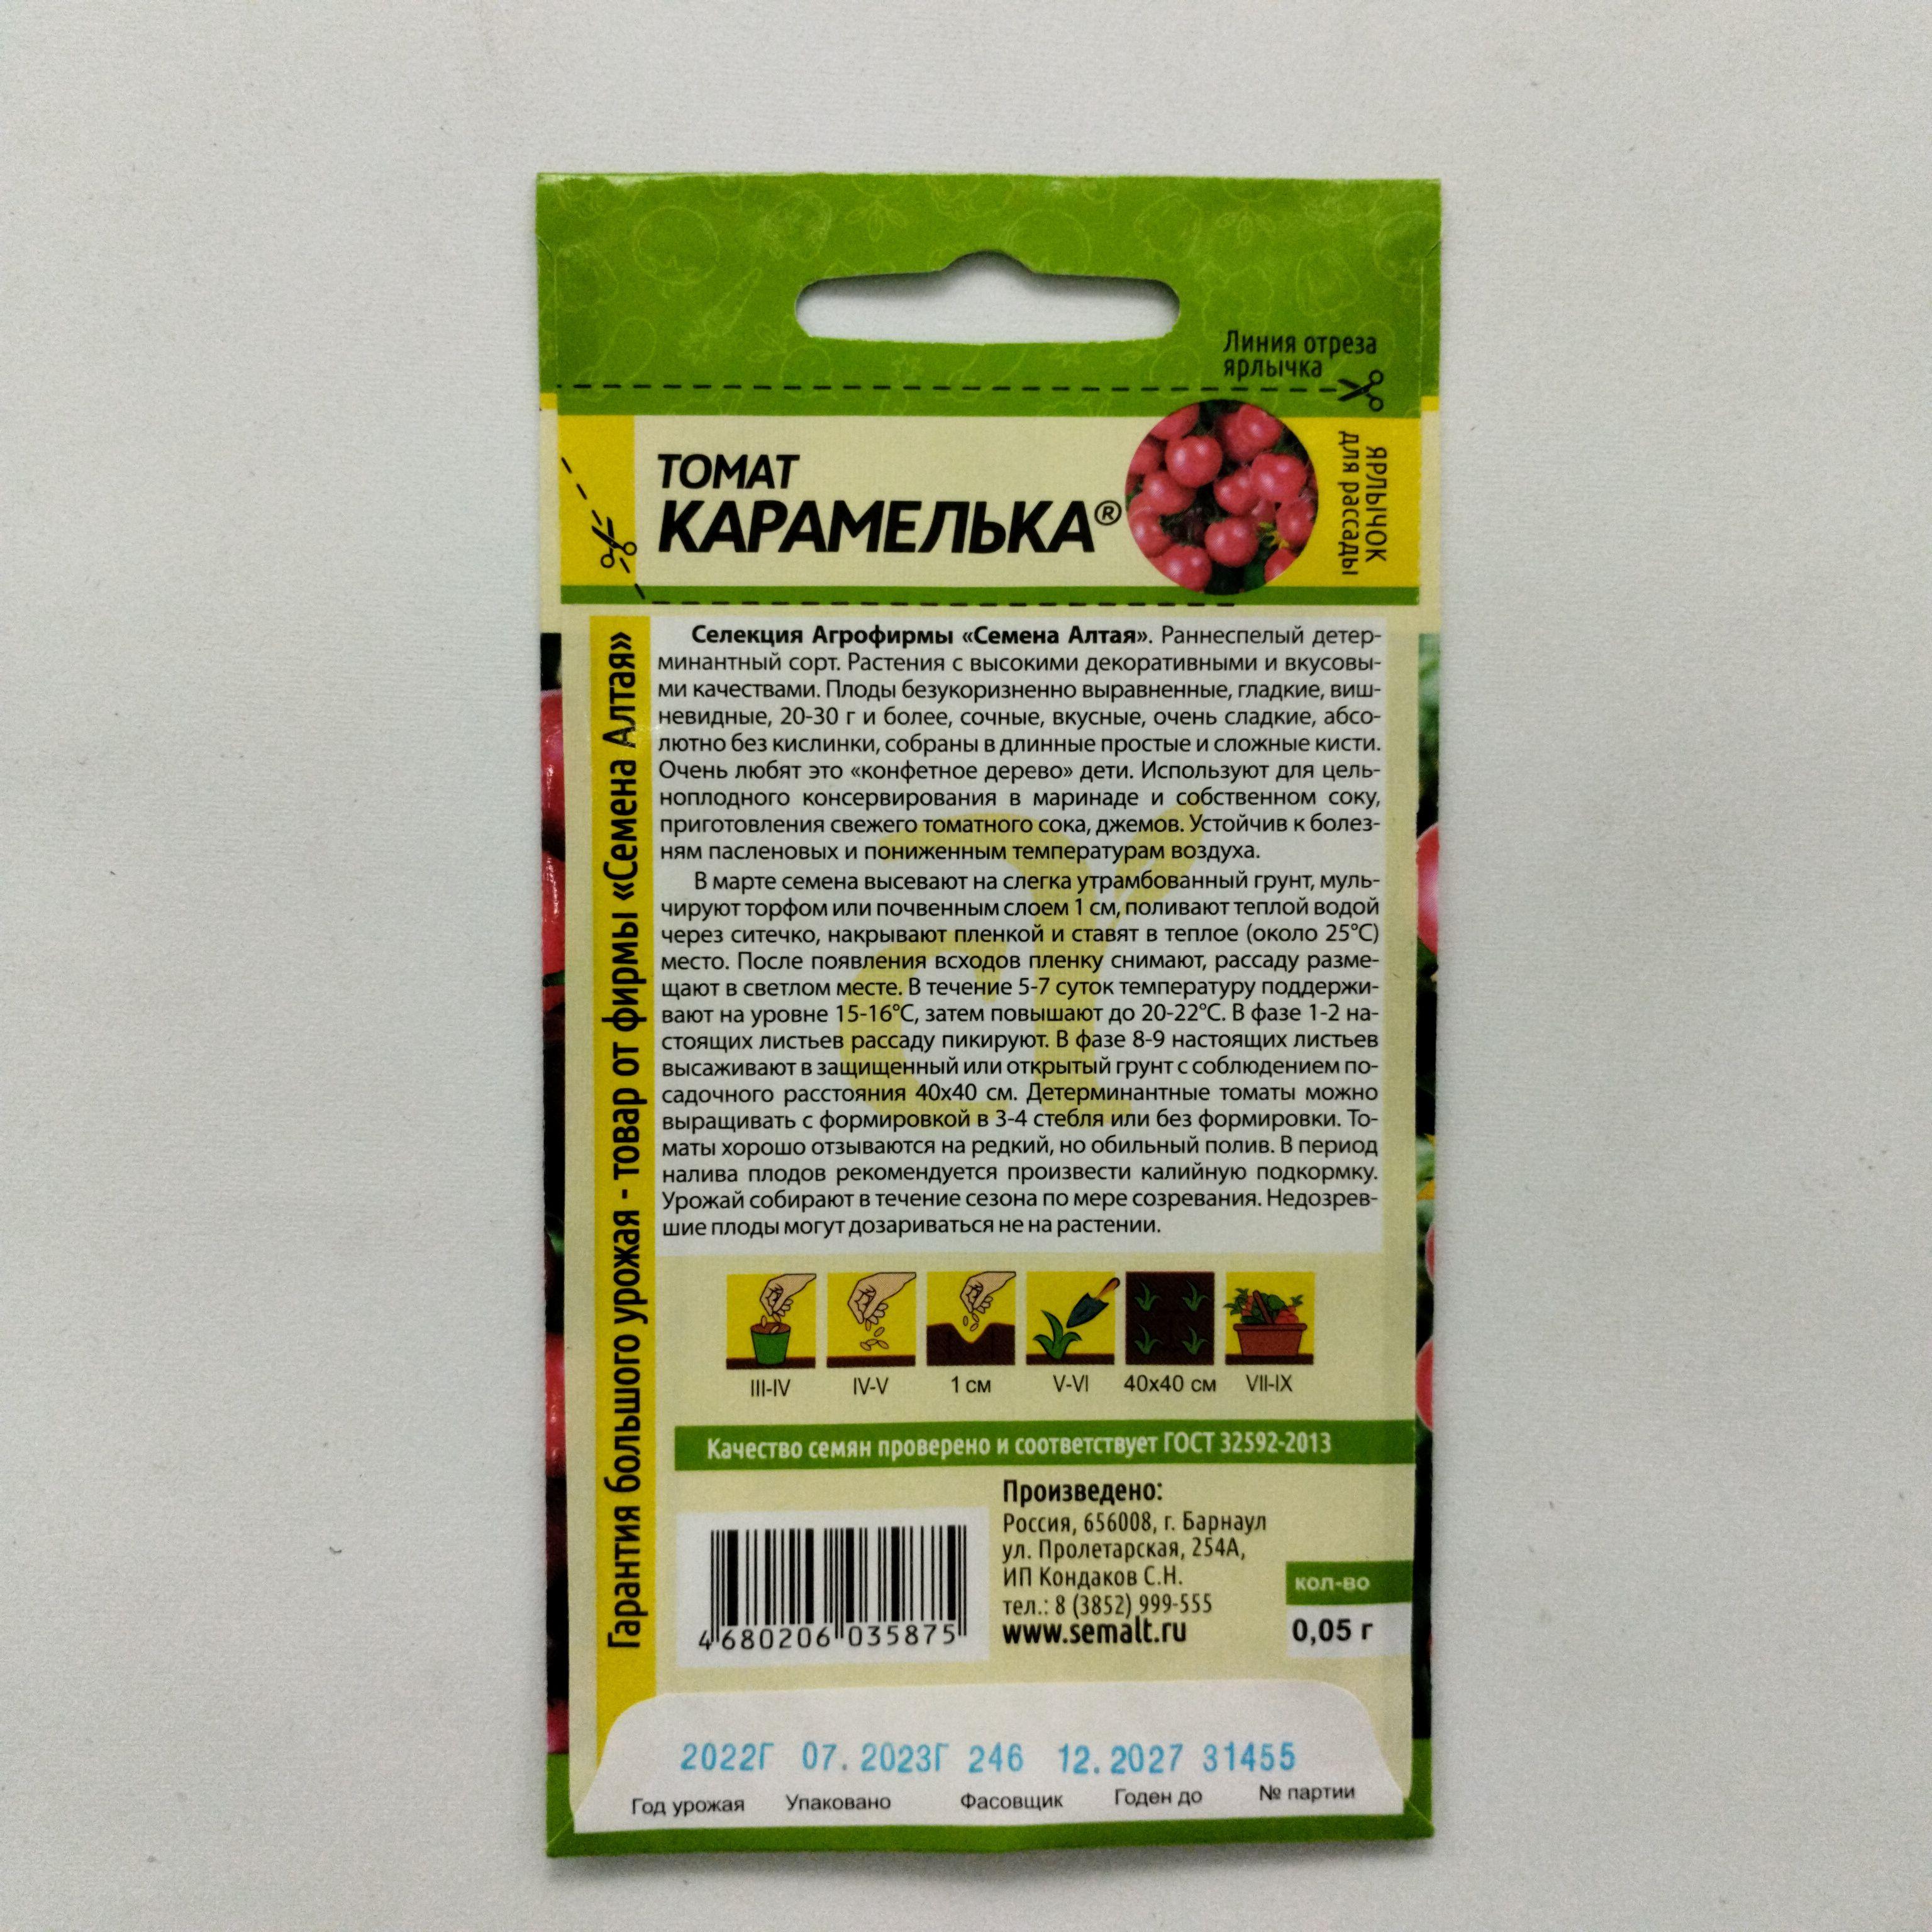 Линия отреза
ярлычка
ЯРЛЫЧОК
для рассады
ТОМАТ
КАРАМЕЛЬКА®
Гарантия большого урожая - товар от фирмы «Семена Алтая»
Селекция Агрофирмы «Семена Алтая». Раннеспелый детер-
минантный сорт. Растения с высокими декоративными и вкусовы-
ми качествами. Плоды безукоризненно выравненные, гладкие, виш-
невидные, 20-30 г и более, сочные, вкусные, очень сладкие, абсо-
лютно без кислинки, собраны в длинные простые и сложные кисти.
Очень любят это «конфетное дерево» дети. Используют для цель-
ноплодного консервирования в маринаде и собственном соку,
приготовления свежего томатного сока, джемов. Устойчив к болез-
ням пасленовых и пониженным температурам воздуха.
В марте семена высевают на слегка утрамбованный грунт, муль-
чируют торфом или почвенным слоем 1 см, поливают теплой водой
через ситечко, накрывают пленкой и ставят в теплое (около 25°С)
место. После появления всходов пленку снимают, рассаду разме-
щают в светлом месте. В течение 5-7 суток температуру поддержи-
вают на уровне 15-16°С, затем повышают до 20-22°С. В фазе 1-2 на-
стоящих листьев рассаду пикируют. В фазе 8-9 настоящих листьев
высаживают в защищенный или открытый грунт с соблюдением по-
садочного расстояния 40х40 см. Детерминантные томаты можно
выращивать с формировкой в 3-4 стебля или без формировки. То-
маты хорошо отзываются на редкий, но обильный полив. В период
налива плодов рекомендуется произвести калийную подкормку.
Урожай собирают в течение сезона по мере созревания. Недозрев-
шие плоды могут дозариваться не на растении.
III-IV IV-V 1 см V-VI 40х40 см VII-IX
Качество семян проверено и соответствует ГОСТ 32592-2013
Произведено:
Россия, 656008, г. Барнаул
ул. Пролетарская, 254А,
ИП Кондаков С.Н.
тел.: 8 (3852) 999-555
www.semalt.ru
4 680206 035875
кол-во
0,05 г
2022Г 07. 2023Г 246 12. 2027 31455
Год урожая Упаковано Фасовщик Годен до № партии